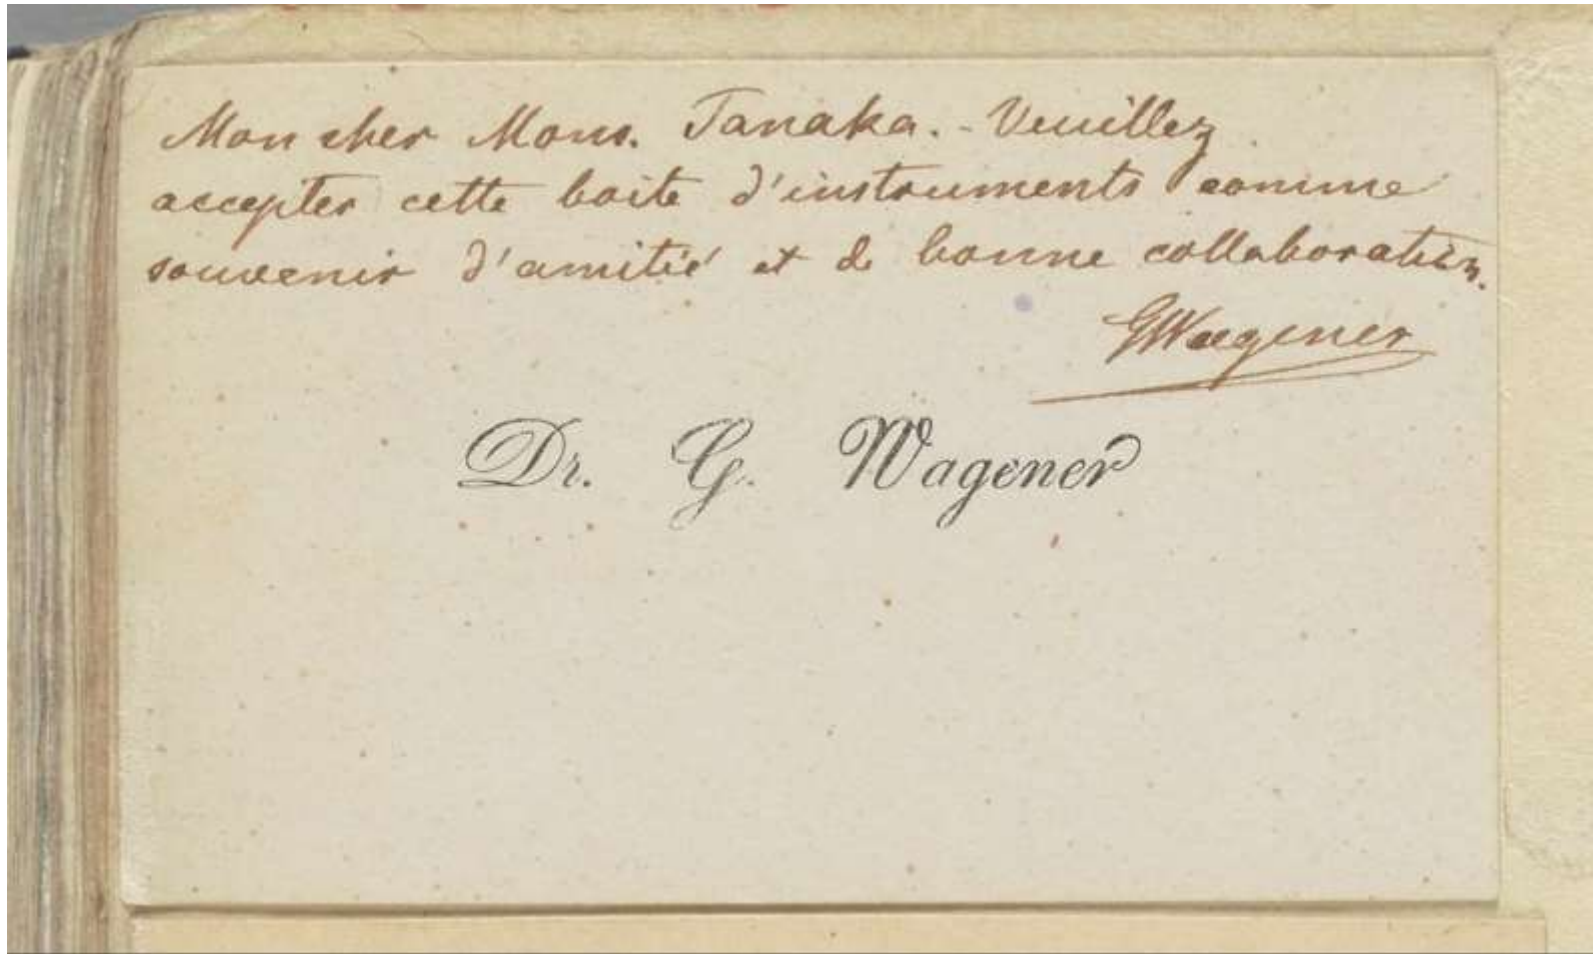 Mon cher Mons. Tanaka. - Veuillez
accepter cette boite d'instruments comme
souvenir d'amitié et de bonne collaboration.
GWagener
Dr. G. Wagener